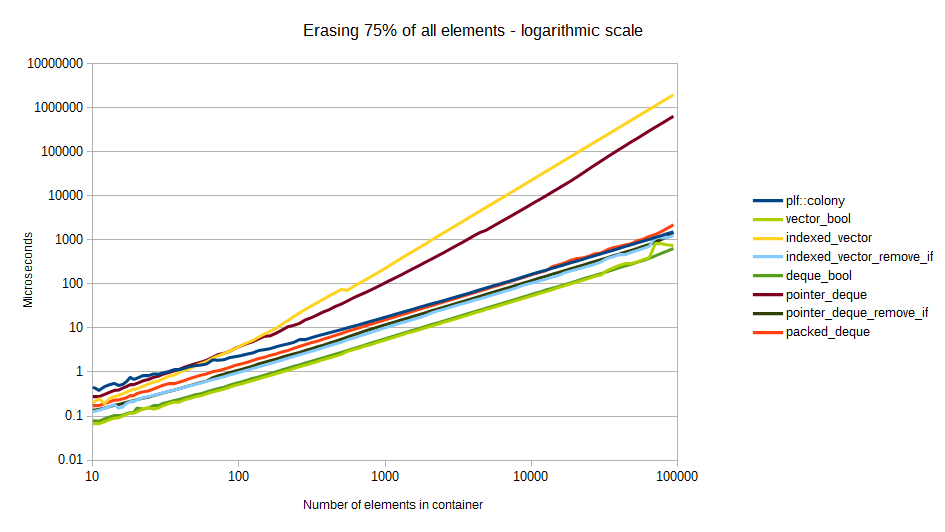 Erasing 75% of all elements - logarithmic scale
10000000
1000000
100000
10000
1000
100
10
1
0.1
0.01
Microseconds
10 100 1000 10000 100000
Number of elements in container
plf::colony
vector_bool
indexed_vector
indexed_vector_remove_if
deque_bool
pointer_deque
pointer_deque_remove_if
packed_deque